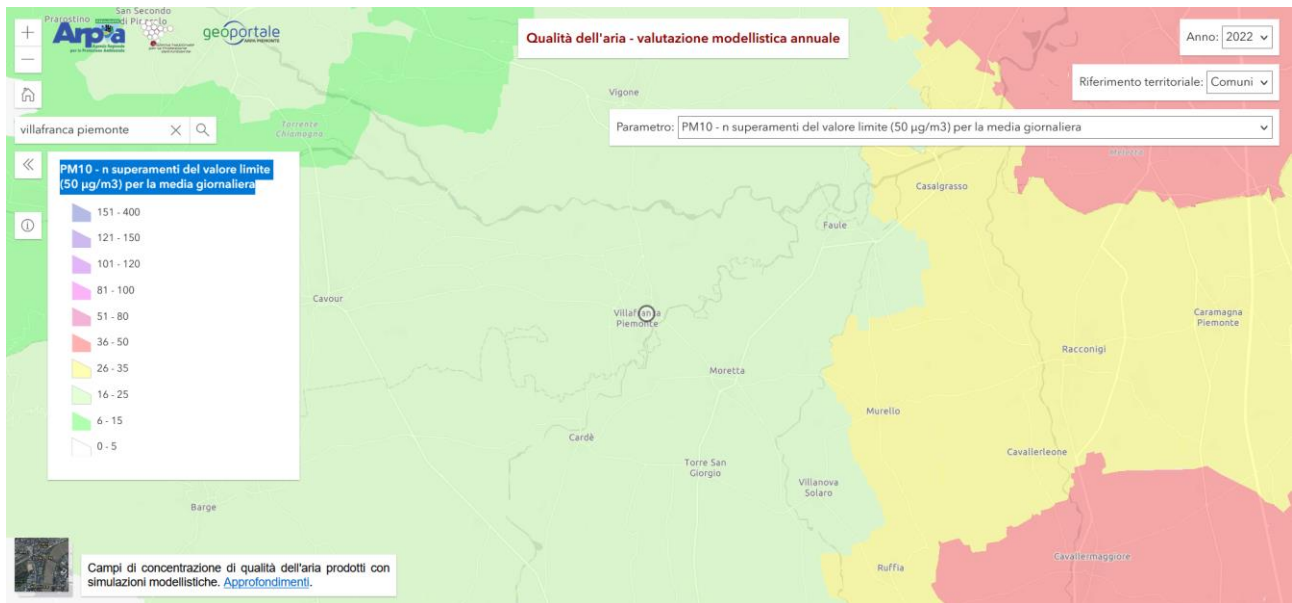 San Secondo
Prarostino
di Pinerolo
Arpa
geoportale
ARPA PIEMONTE
Qualità dell'aria - valutazione modellistica annuale
Anno: 2022
Vigone
Riferimento territoriale: Comuni
villafranca piemonte
Torrente
Chiamogna
Parametro: PM10 - n superamenti del valore limite (50 µg/m3) per la media giornaliera
PM10 - n superamenti del valore limite
(50 µg/m3) per la media giornaliera
151 - 400
121 - 150
101 - 120
81 - 100
51 - 80
36 - 50
26 - 35
16 - 25
6 - 15
0 - 5
Casalgrasso
Faule
Cavour
Villafranca
Piemonte
Caramagna
Piemonte
Racconigi
Moretta
Murello
Cardè
Cavallerleone
Torre San
Giorgio
Villanova
Solaro
Barge
Cavallermaggiore
Ruffia
Campi di concentrazione di qualità dell'aria prodotti con
simulazioni modellistiche. Approfondimenti.